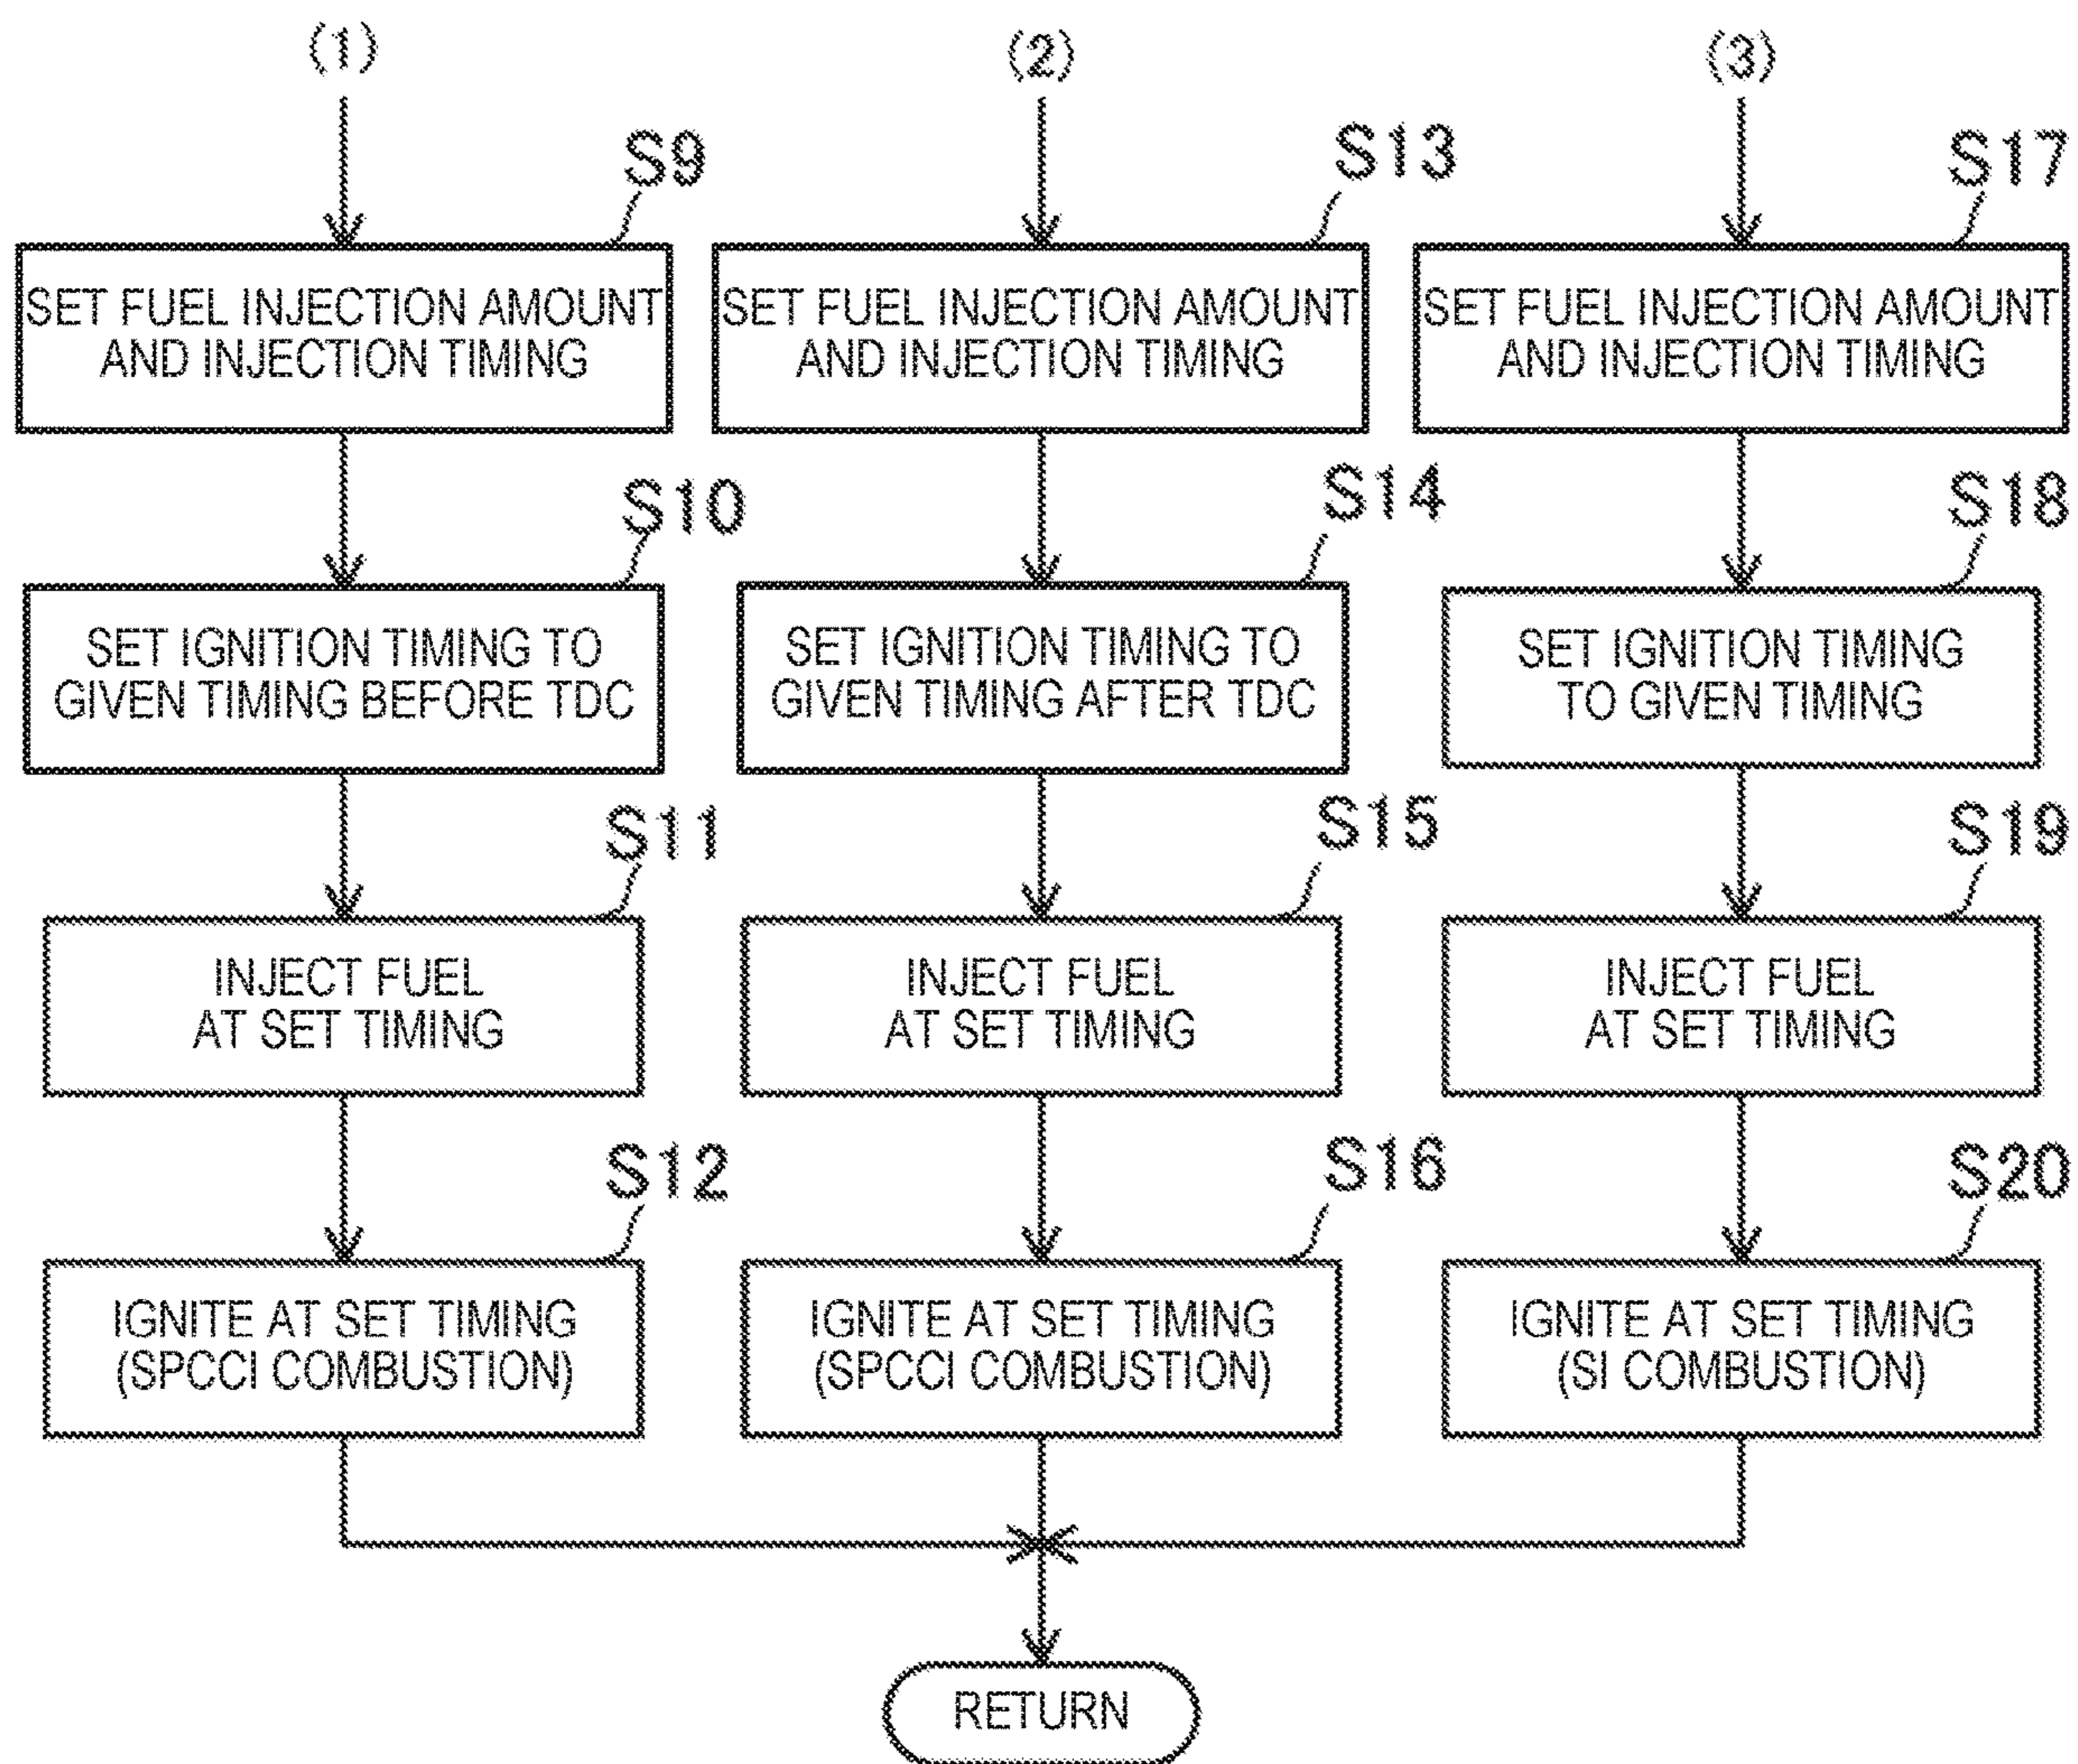 (1)
(2)
(3)
S9
S13
S17
SET FUEL INJECTION AMOUNT
AND INJECTION TIMING
SET FUEL INJECTION AMOUNT
AND INJECTION TIMING
SET FUEL INJECTION AMOUNT
AND INJECTION TIMING
S10
S14
S18
SET IGNITION TIMING TO
GIVEN TIMING BEFORE TDC
SET IGNITION TIMING TO
GIVEN TIMING AFTER TDC
SET IGNITION TIMING
TO GIVEN TIMING
S11
S15
S19
INJECT FUEL
AT SET TIMING
INJECT FUEL
AT SET TIMING
INJECT FUEL
AT SET TIMING
S12
S16
S20
IGNITE AT SET TIMING
(SPCCI COMBUSTION)
IGNITE AT SET TIMING
(SPCCI COMBUSTION)
IGNITE AT SET TIMING
(SI COMBUSTION)
RETURN